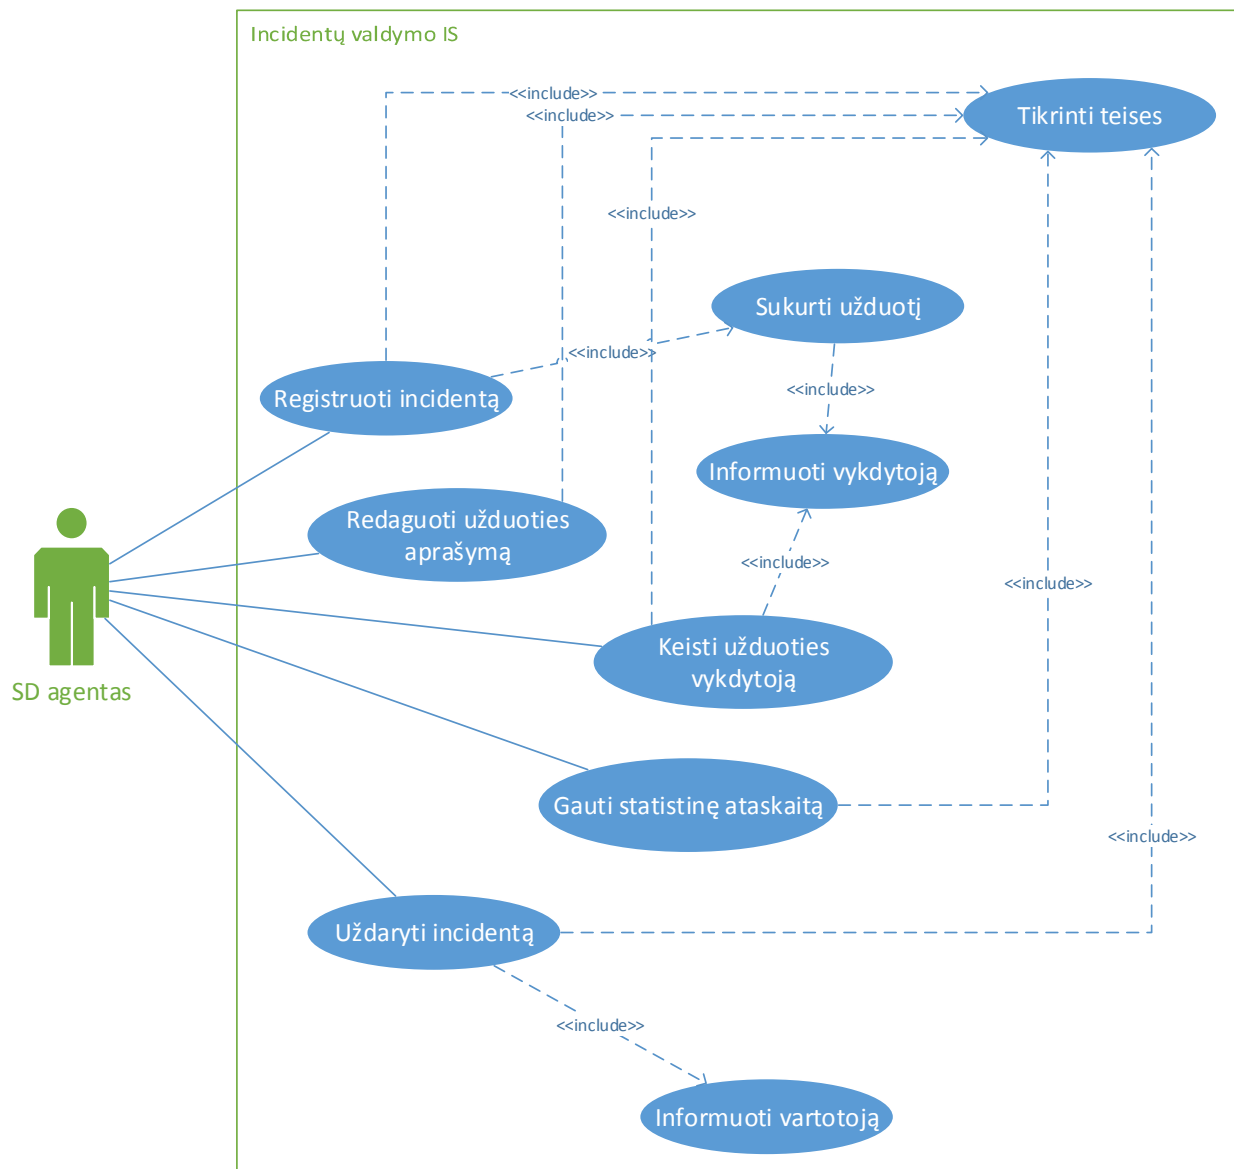 Incidentų valdymo IS
<<include>>
<<include>>
Tikrinti teises
<<include>>
Sukurti užduotį
<<include>>
<<include>>
Registruoti incidentą
Informuoti vykdytoją
Redaguoti užduoties
aprašymą
<<include>>
<<include>>
Keisti užduoties
vykdytoją
SD agentas
Gauti statistinę ataskaitą
<<include>>
Uždaryti incidentą
<<include>>
Informuoti vartotoją